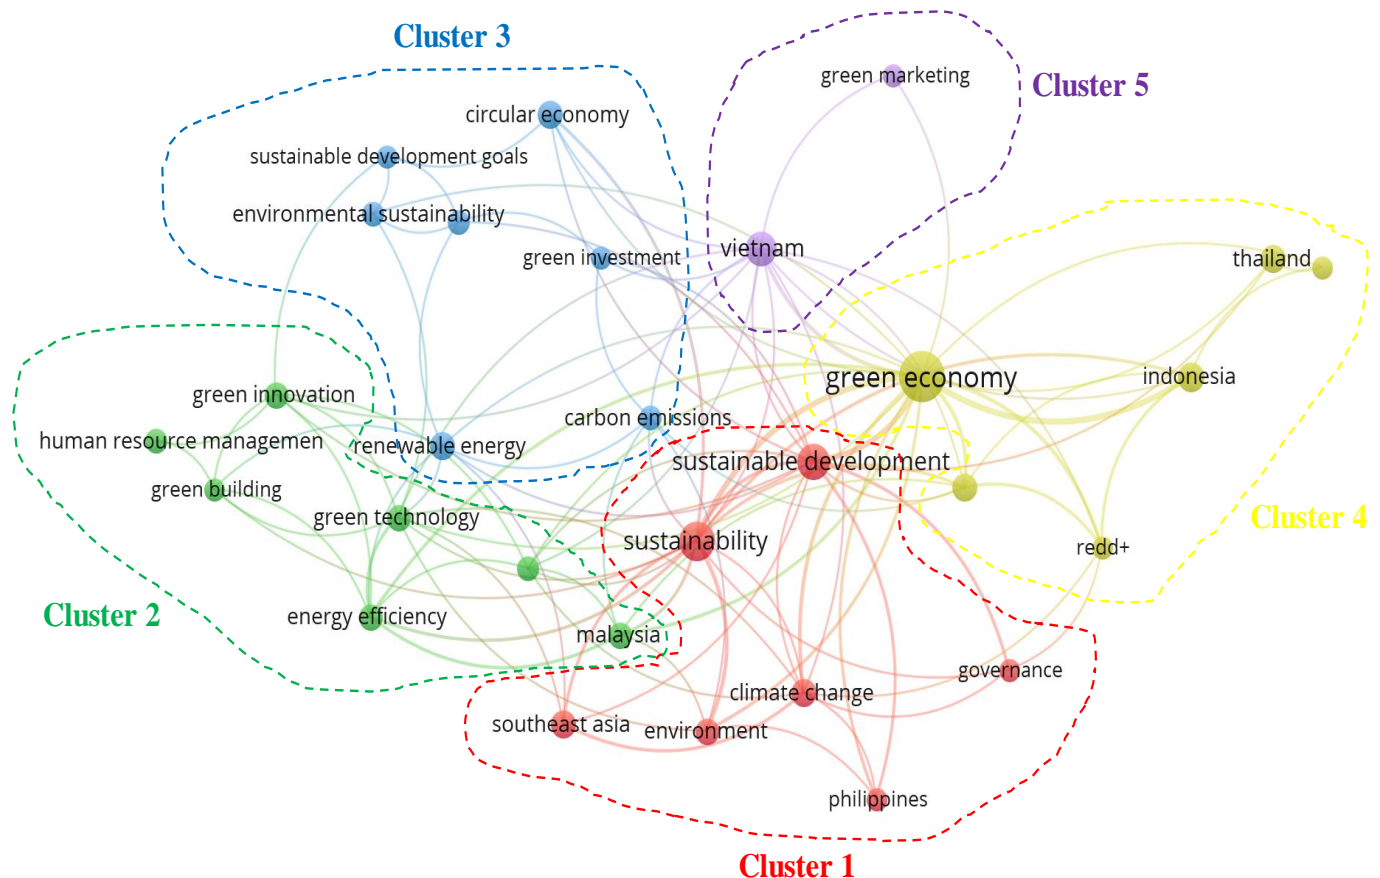 Cluster 3
green marketing
Cluster 5
circular economy
sustainable development goals
environmental sustainability
vietnam
green investment
thailand
green economy
indonesia
green innovation
carbon emissions
human resource managemen
renewable energy
sustainable development
green building
green technology
Cluster 4
sustainability
redd+
Cluster 2
energy efficiency
malaysia
governance
climate change
southeast asia
environment
philippines
Cluster 1